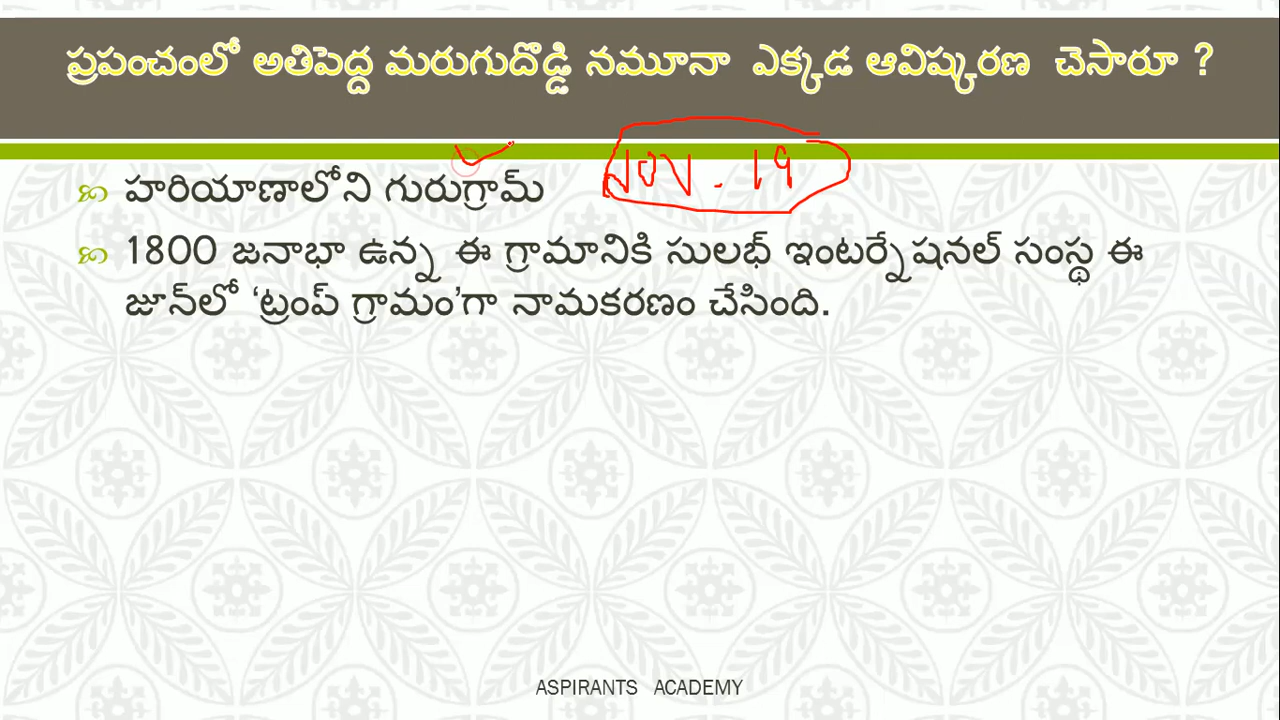 ప్రపంచంలో అతిపెద్ద మరుగుదొడ్డి నమూనా ఎక్కడ ఆవిష్కరణ చెసారూ ?
NOV. 19
హరియాణాలోని గురుగ్రామ్
1800 జనాభా ఉన్న ఈ గ్రామానికి సులభ్ ఇంటర్నేషనల్ సంస్థ ఈ
జూన్‌లో ‘ట్రంప్ గ్రామం’గా నామకరణం చేసింది.
ASPIRANTS ACADEMY